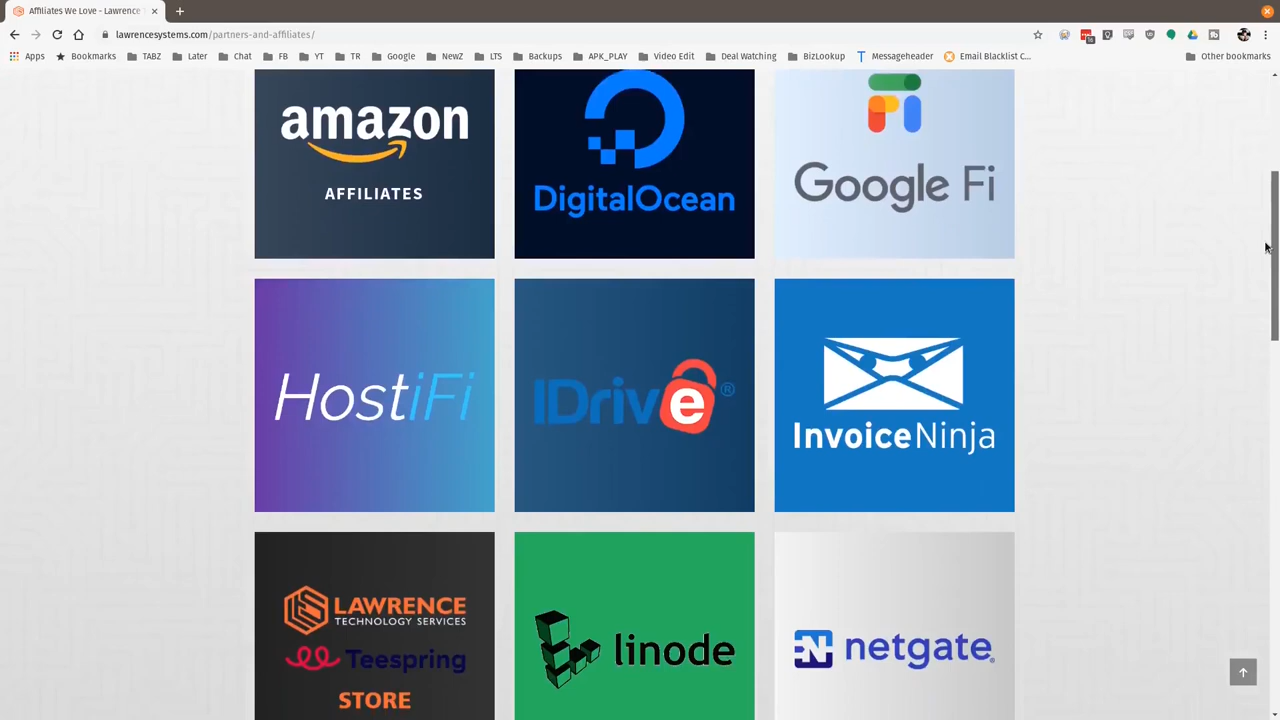 Affiliates We Love - Lawrence
lawrencesystems.com/partners-and-affiliates/
Apps Bookmarks TABZ Later Chat FB YT TR Google NewZ LTS Backups APK_PLAY Video Edit Deal Watching BizLookup Messageheader Email Blacklist C... Other bookmarks
amazon
AFFILIATES
DigitalOcean
Google Fi
HostiFi
IDrive®
InvoiceNinja
LAWRENCE
TECHNOLOGY SERVICES
Teespring
STORE
linode
netgate®